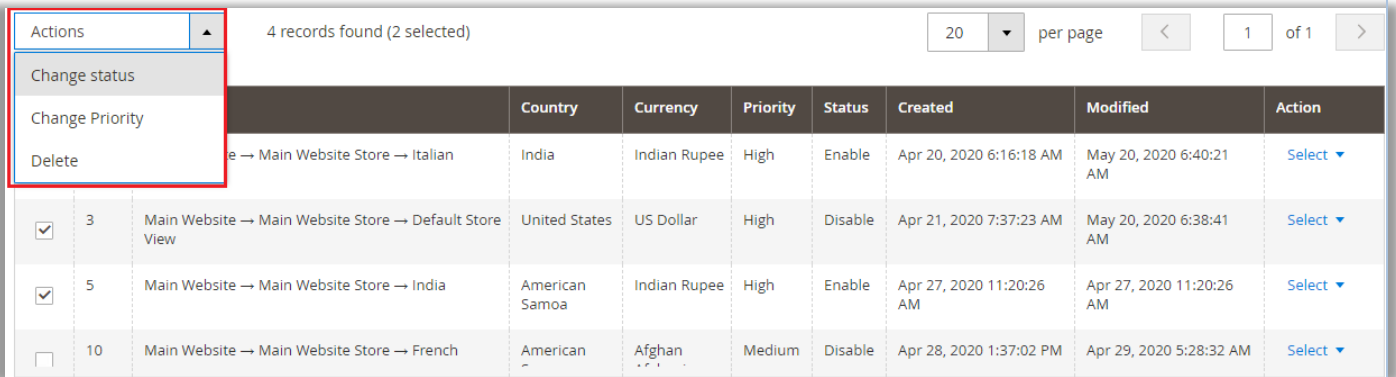 Actions 4 records found (2 selected) 20 per page 1 of 1
Change status
Change Priority
Delete
Country Currency Priority Status Created Modified Action
→ Main Website Store → Italian India Indian Rupee High Enable Apr 20, 2020 6:16:18 AM May 20, 2020 6:40:21 Select
AM
3 Main Website → Main Website Store → Default Store United States US Dollar High Disable Apr 21, 2020 7:37:23 AM May 20, 2020 6:38:41 Select
View AM
5 Main Website → Main Website Store → India American Indian Rupee High Enable Apr 27, 2020 11:20:26 Apr 27, 2020 11:20:26 Select
Samoa AM AM
10 Main Website → Main Website Store → French American Afghan Medium Disable Apr 28, 2020 1:37:02 PM Apr 29, 2020 5:28:32 AM Select